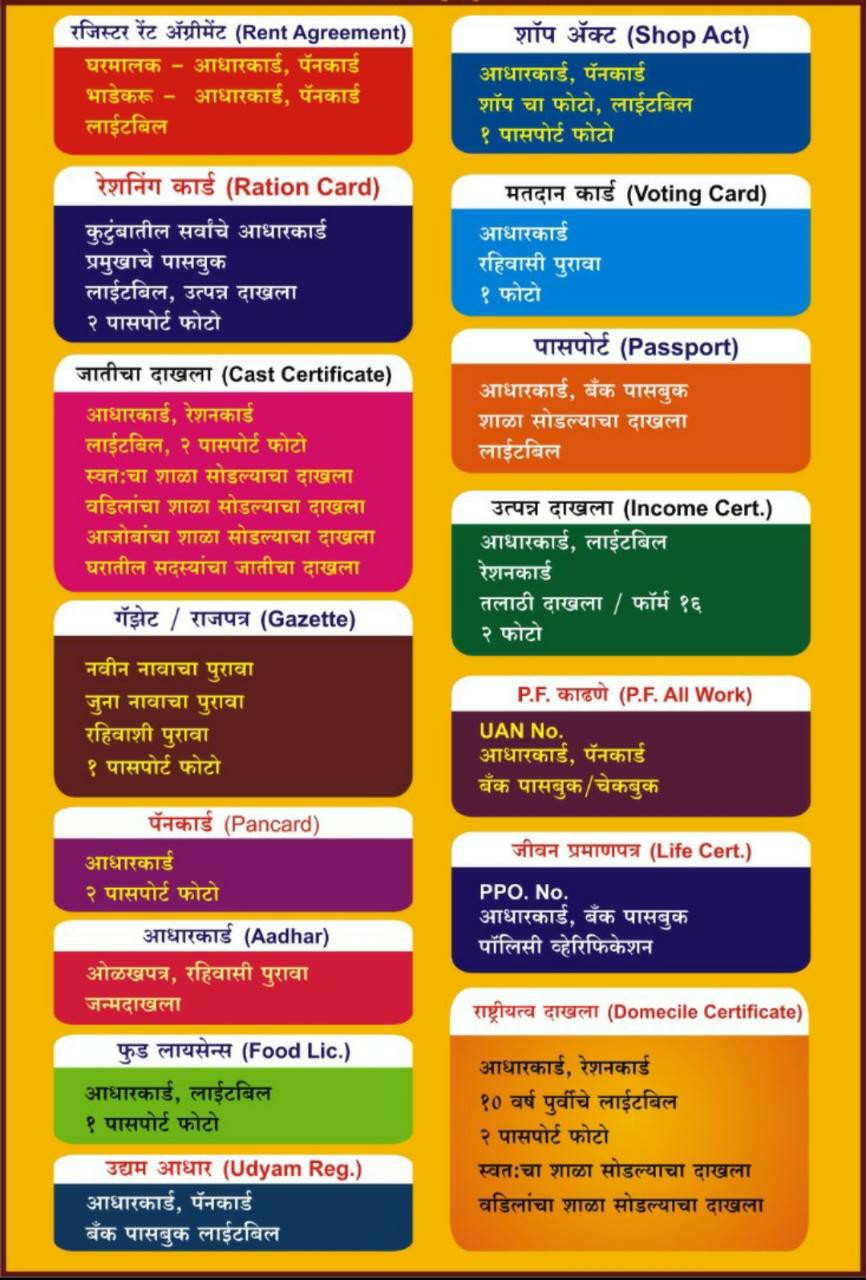 रजिस्टर रेंट अ‍ॅग्रीमेंट (Rent Agreement)
घरमालक – आधारकार्ड, पॅनकार्ड
भाडेकरू – आधारकार्ड, पॅनकार्ड
लाईटबिल
रेशनिंग कार्ड (Ration Card)
कुटुंबातील सर्वांचे आधारकार्ड
प्रमुखाचे पासबुक
लाईटबिल, उत्पन्न दाखला
२ पासपोर्ट फोटो
जातीचा दाखला (Cast Certificate)
आधारकार्ड, रेशनकार्ड
लाईटबिल, २ पासपोर्ट फोटो
स्वत:चा शाळा सोडल्याचा दाखला
वडिलांचा शाळा सोडल्याचा दाखला
आजोबांचा शाळा सोडल्याचा दाखला
घरातील सदस्यांचा जातीचा दाखला
गॅझेट / राजपत्र (Gazette)
नवीन नावाचा पुरावा
जुना नावाचा पुरावा
रहिवाशी पुरावा
१ पासपोर्ट फोटो
पॅनकार्ड (Pancard)
आधारकार्ड
२ पासपोर्ट फोटो
आधारकार्ड (Aadhar)
ओळखपत्र, रहिवासी पुरावा
जन्मदाखला
फुड लायसेन्स (Food Lic.)
आधारकार्ड, लाईटबिल
१ पासपोर्ट फोटो
उद्यम आधार (Udyam Reg.)
आधारकार्ड, पॅनकार्ड
बँक पासबुक लाईटबिल
शॉप अ‍ॅक्ट (Shop Act)
आधारकार्ड, पॅनकार्ड
शॉप चा फोटो, लाईटबिल
१ पासपोर्ट फोटो
मतदान कार्ड (Voting Card)
आधारकार्ड
रहिवासी पुरावा
१ फोटो
पासपोर्ट (Passport)
आधारकार्ड, बँक पासबुक
शाळा सोडल्याचा दाखला
लाईटबिल
उत्पन्न दाखला (Income Cert.)
आधारकार्ड, लाईटबिल
रेशनकार्ड
तलाठी दाखला / फॉर्म १६
२ फोटो
P.F. काढणे (P.F. All Work)
UAN No.
आधारकार्ड, पॅनकार्ड
बँक पासबुक/चेकबुक
जीवन प्रमाणपत्र (Life Cert.)
PPO. No.
आधारकार्ड, बँक पासबुक
पॉलिसी व्हेरिफिकेशन
राष्ट्रीयत्व दाखला (Domecile Certificate)
आधारकार्ड, रेशनकार्ड
१० वर्ष पुर्वीचे लाईटबिल
२ पासपोर्ट फोटो
स्वत:चा शाळा सोडल्याचा दाखला
वडिलांचा शाळा सोडल्याचा दाखला